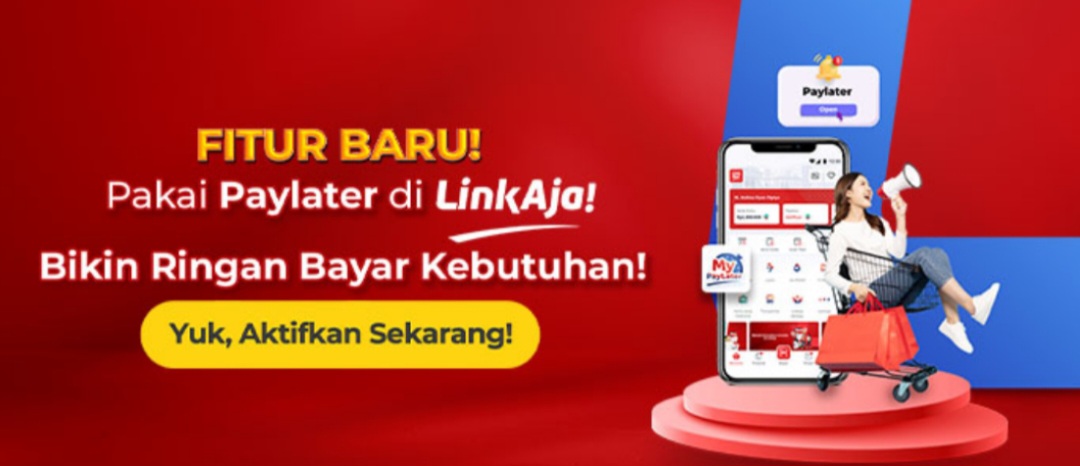 FITUR BARU!
Pakai Paylater di LinkAja!
Bikin Ringan Bayar Kebutuhan!
Yuk, Aktifkan Sekarang!
Paylater
Open
My
PayLater